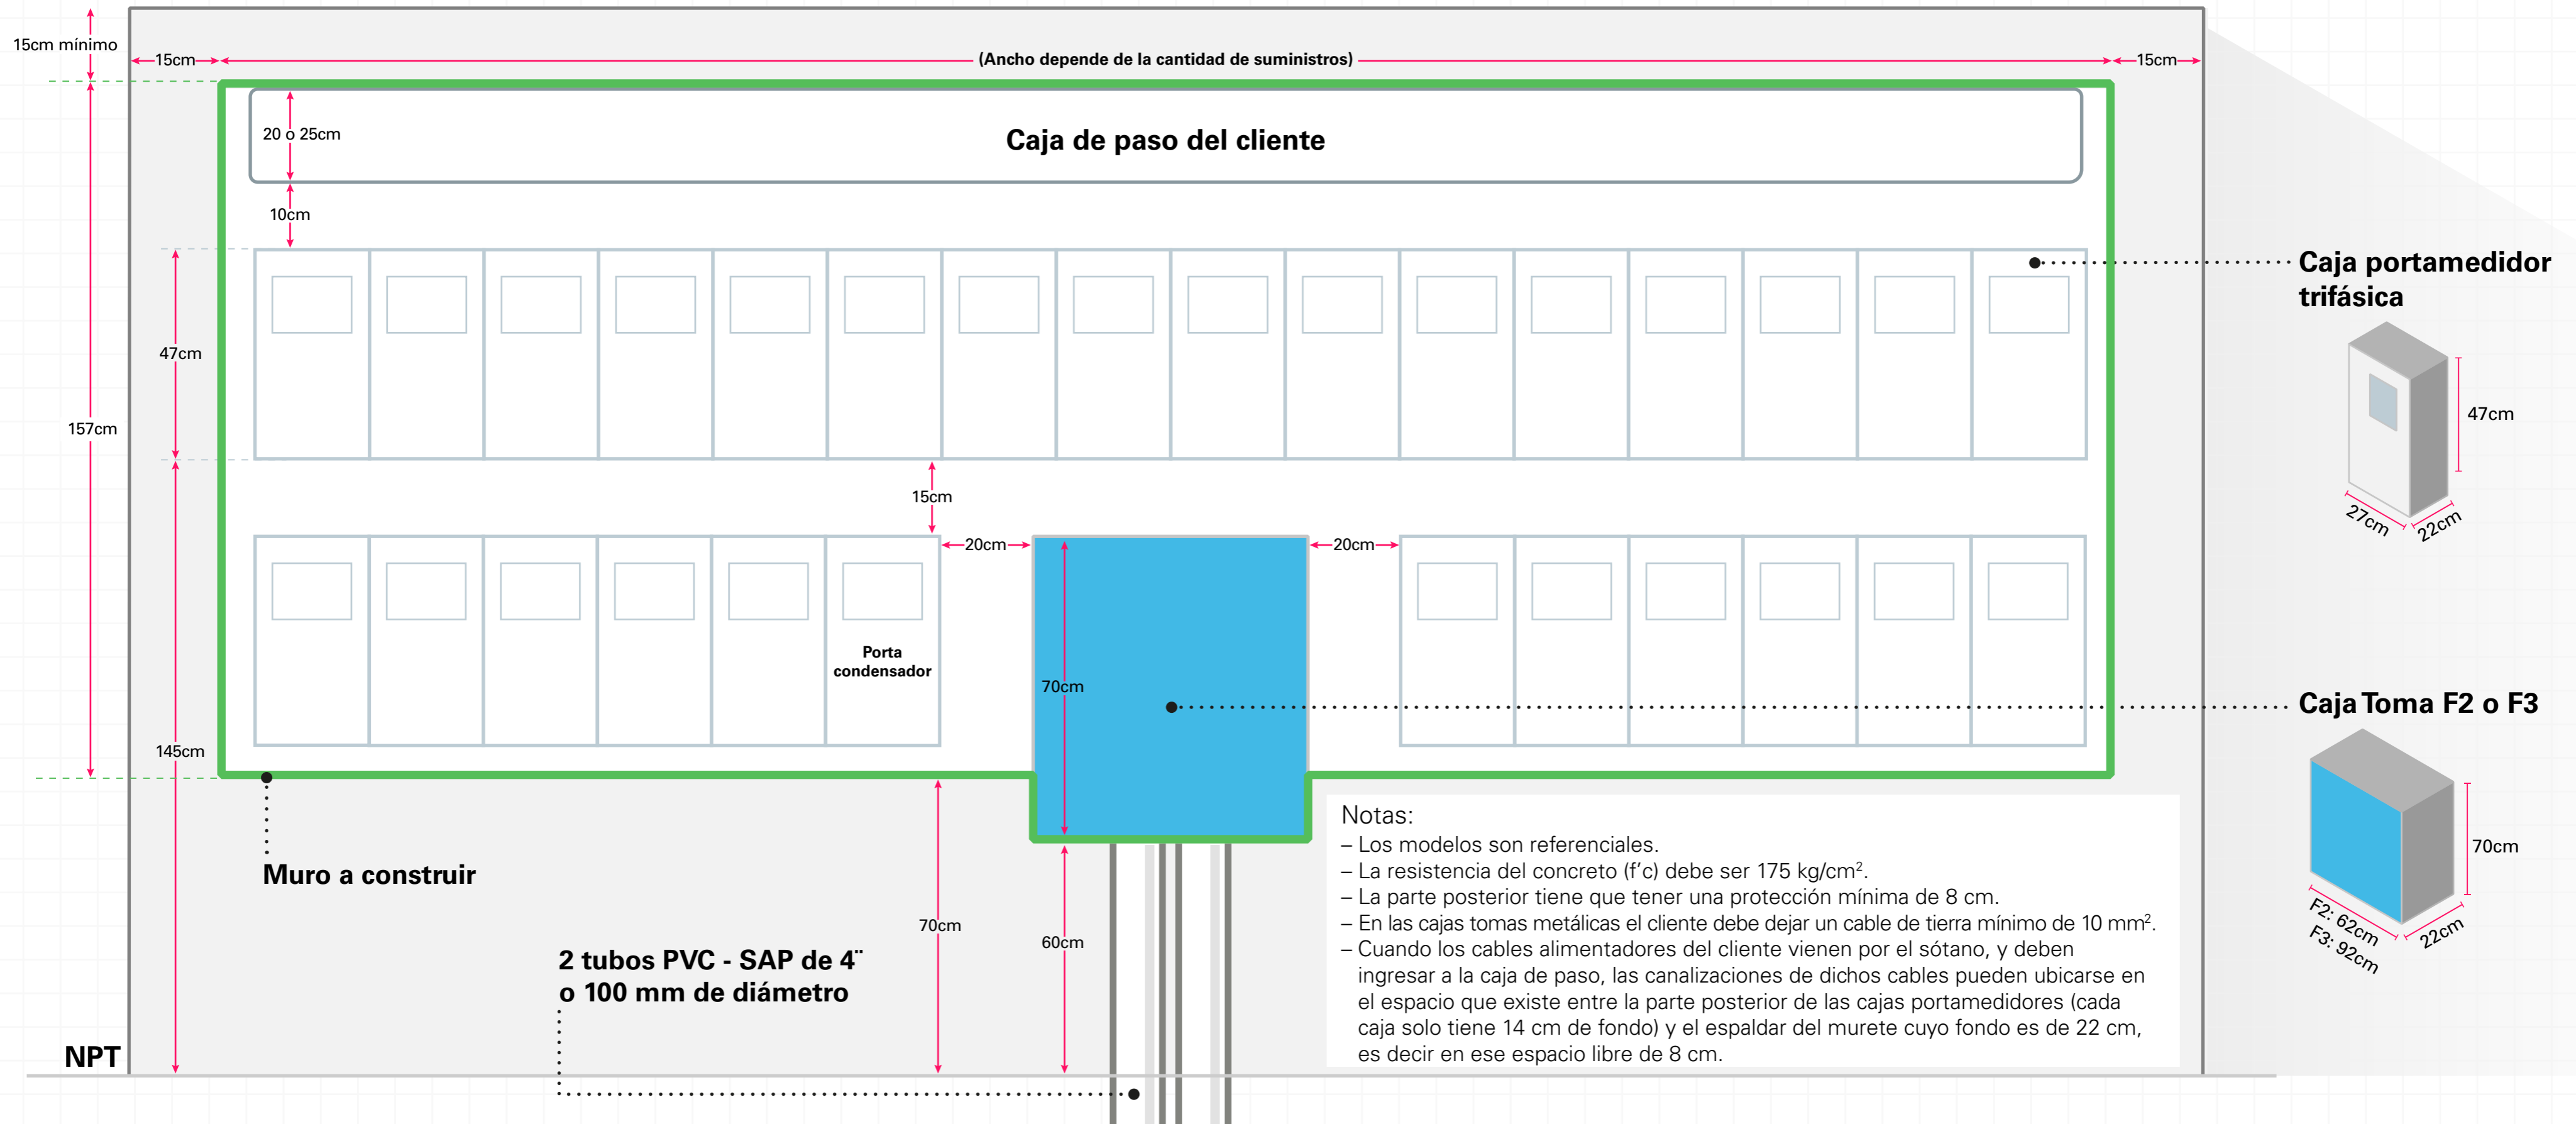 15cm mínimo
15cm
(Ancho depende de la cantidad de suministros)
15cm
20 o 25cm
Caja de paso del cliente
10cm
Caja portamedidor
trifásica
47cm
157cm
47cm
27cm
22cm
15cm
20cm
20cm
Porta
condensador
70cm
Caja Toma F2 o F3
145cm
70cm
F2: 62cm
F3: 92cm
22cm
Muro a construir
70cm
60cm
2 tubos PVC - SAP de 4¨
o 100 mm de diámetro
NPT
Notas:
– Los modelos son referenciales.
– La resistencia del concreto (f’c) debe ser 175 kg/cm².
– La parte posterior tiene que tener una protección mínima de 8 cm.
– En las cajas tomas metálicas el cliente debe dejar un cable de tierra mínimo de 10 mm².
– Cuando los cables alimentadores del cliente vienen por el sótano, y deben
ingresar a la caja de paso, las canalizaciones de dichos cables pueden ubicarse en
el espacio que existe entre la parte posterior de las cajas portamedidores (cada
caja solo tiene 14 cm de fondo) y el espaldar del murete cuyo fondo es de 22 cm,
es decir en ese espacio libre de 8 cm.